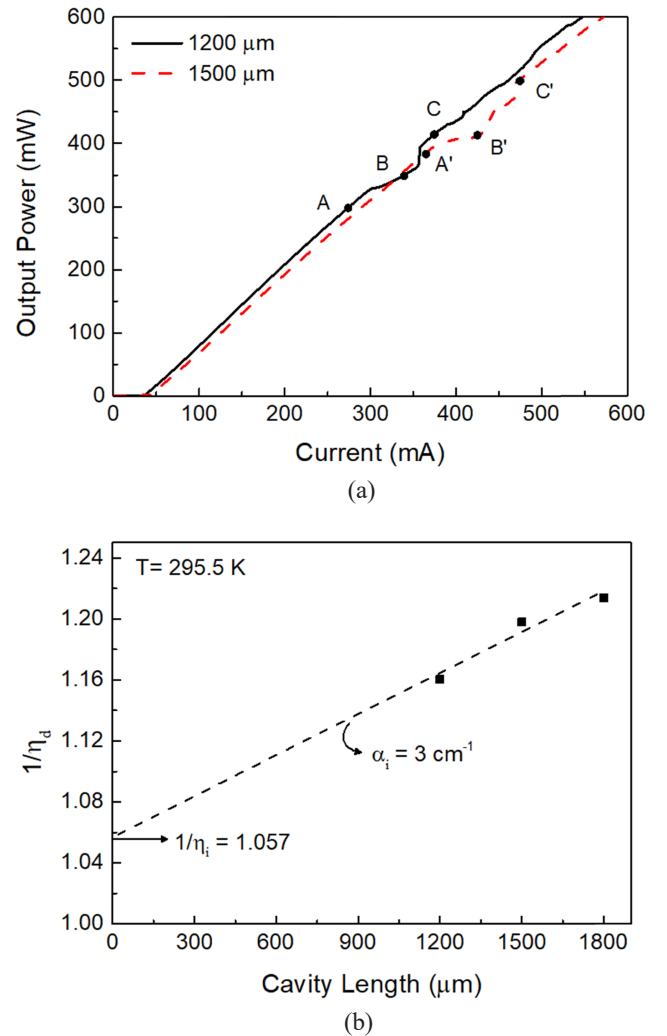 600
500
400
300
200
100
0
Output Power (mW)
1200 μm
1500 μm
A
B
C
A'
B'
C'
0 100 200 300 400 500 600
Current (mA)
(a)
1.24
1.20
1.16
1.12
1.08
1.04
1.00
1/ηd
T= 295.5 K
αi = 3 cm-1
1/ηi = 1.057
0 300 600 900 1200 1500 1800
Cavity Length (μm)
(b)